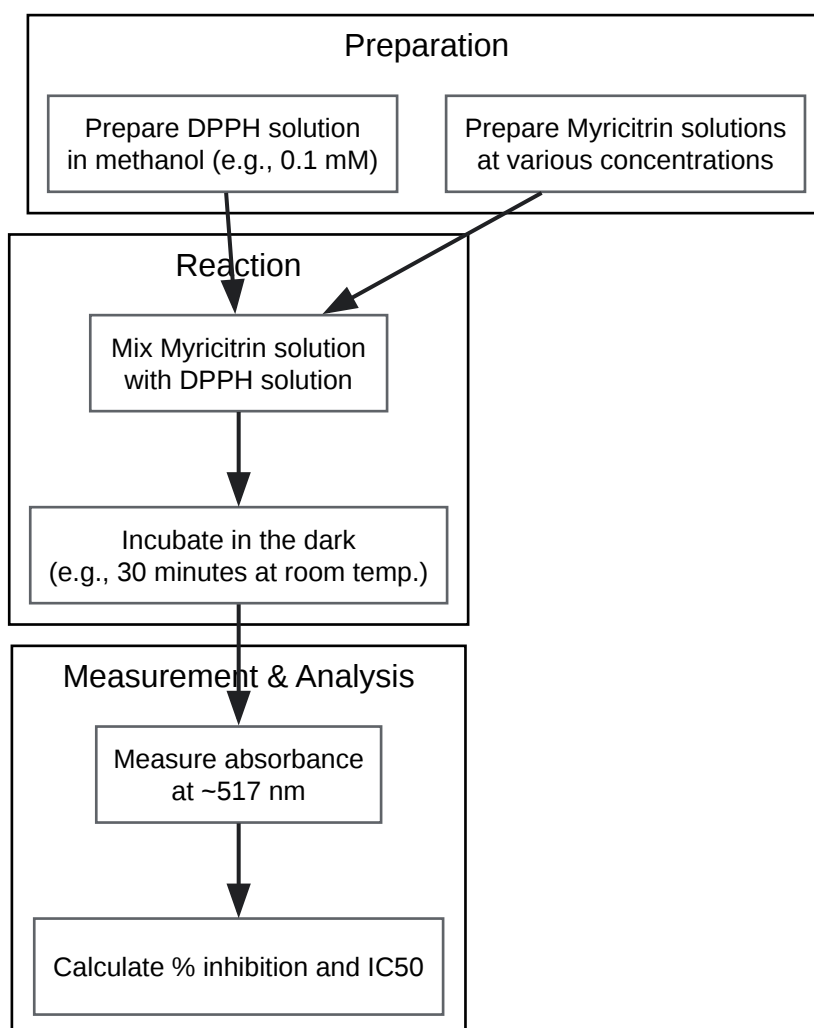 Preparation
Prepare DPPH solution
in methanol (e.g., 0.1 mM)
Prepare Myricitrin solutions
at various concentrations
Reaction
Mix Myricitrin solution
with DPPH solution
Incubate in the dark
(e.g., 30 minutes at room temp.)
Measurement & Analysis
Measure absorbance
at ~517 nm
Calculate % inhibition and IC50